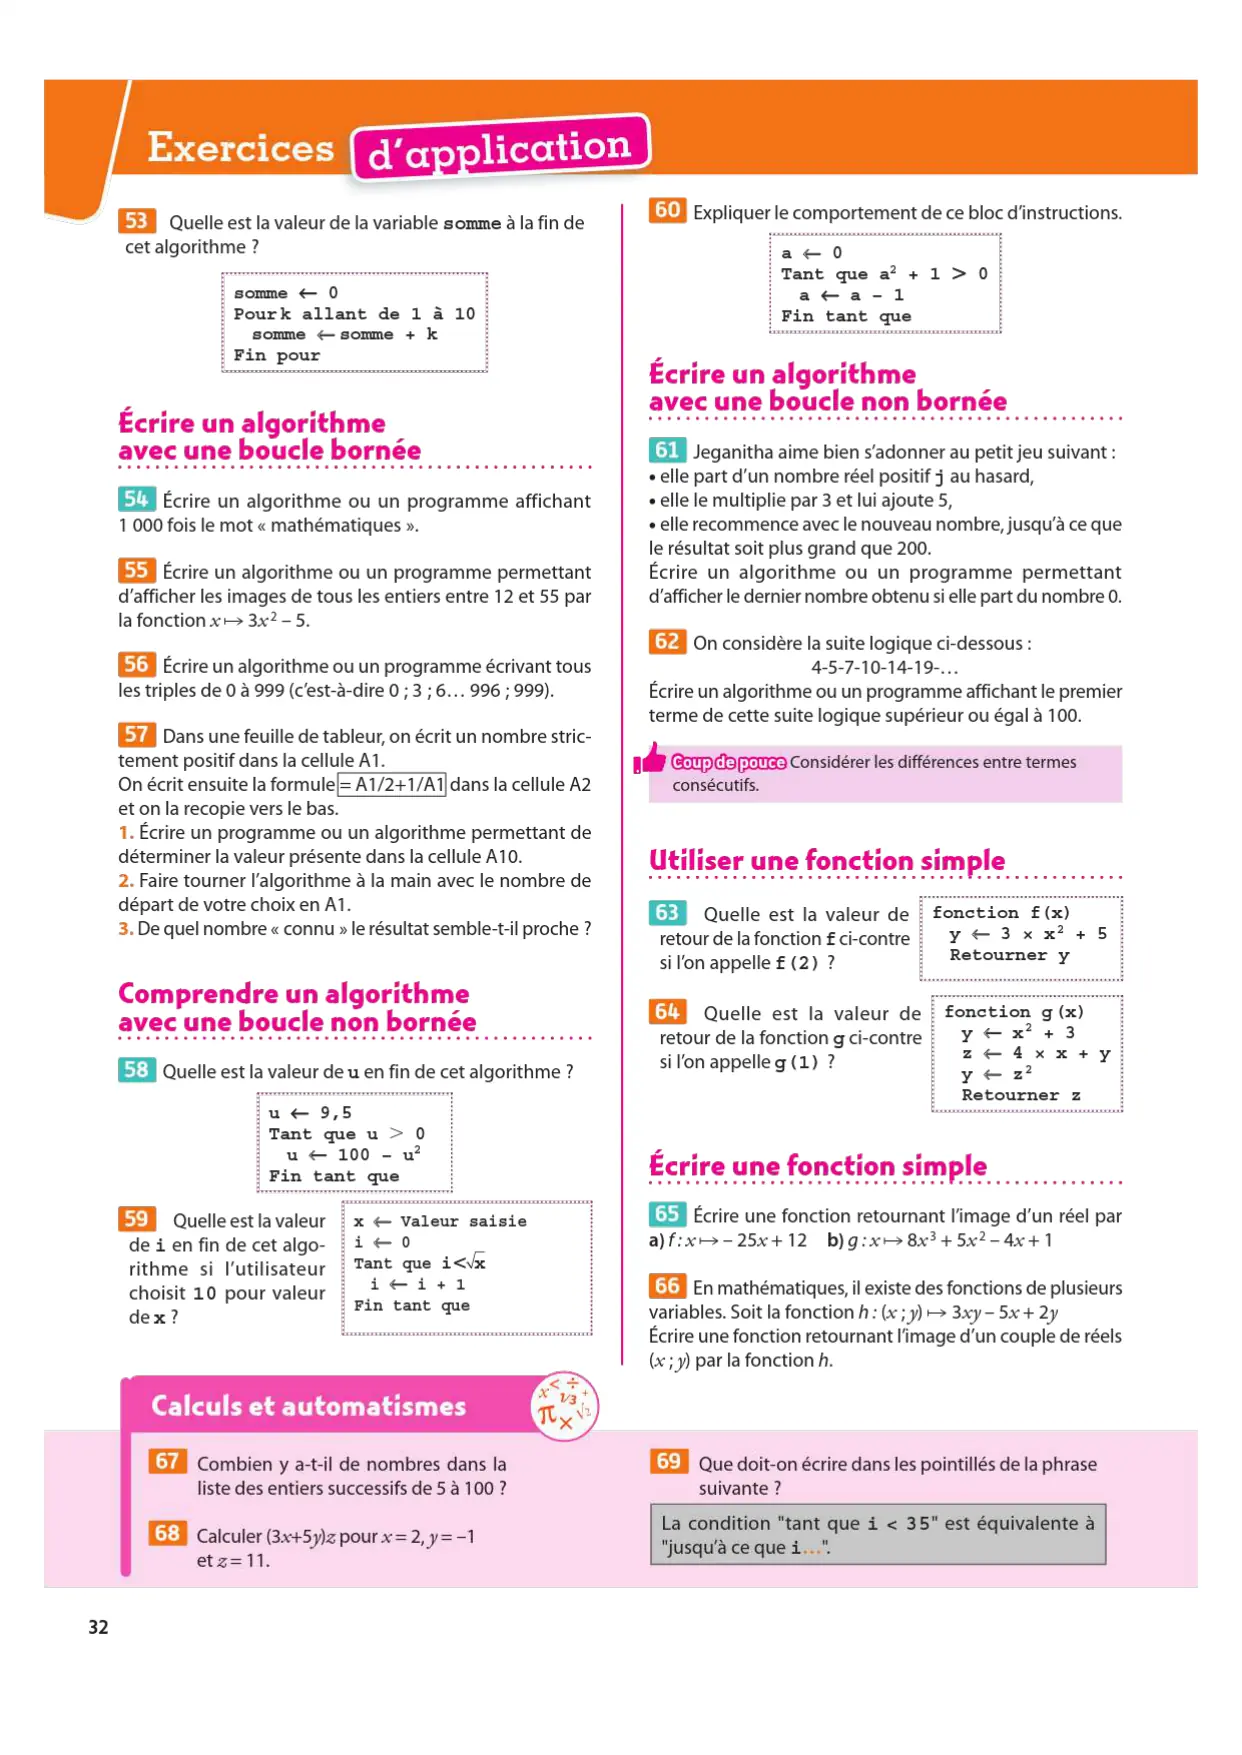 Exercices d'application
53 Quelle est la valeur de la variable somme à la fin de
cet algorithme ?
somme ← 0
Pour k allant de 1 à 10
somme ← somme + k
Fin pour
Écrire un algorithme
avec une boucle bornée
54 Écrire un algorithme ou un programme affichant
1 000 fois le mot « mathématiques ».
55 Écrire un algorithme ou un programme permettant
d'afficher les images de tous les entiers entre 12 et 55 par
la fonction x ↦ 3x² – 5.
56 Écrire un algorithme ou un programme écrivant tous
les triples de 0 à 999 (c'est-à-dire 0 ; 3 ; 6… 996 ; 999).
57 Dans une feuille de tableur, on écrit un nombre stric-
tement positif dans la cellule A1.
On écrit ensuite la formule = A1/2+1/A1 dans la cellule A2
et on la recopie vers le bas.
1. Écrire un programme ou un algorithme permettant de
déterminer la valeur présente dans la cellule A10.
2. Faire tourner l'algorithme à la main avec le nombre de
départ de votre choix en A1.
3. De quel nombre « connu » le résultat semble-t-il proche ?
Comprendre un algorithme
avec une boucle non bornée
58 Quelle est la valeur de u en fin de cet algorithme ?
u ← 9,5
Tant que u > 0
u ← 100 – u²
Fin tant que
59 Quelle est la valeur
de i en fin de cet algo-
rithme si l'utilisateur
choisit 10 pour valeur
de x ?
x ← Valeur saisie
i ← 0
Tant que i<√x
i ← i + 1
Fin tant que
60 Expliquer le comportement de ce bloc d'instructions.
a ← 0
Tant que a² + 1 > 0
a ← a – 1
Fin tant que
Écrire un algorithme
avec une boucle non bornée
61 Jeganitha aime bien s'adonner au petit jeu suivant :
• elle part d'un nombre réel positif j au hasard,
• elle le multiplie par 3 et lui ajoute 5,
• elle recommence avec le nouveau nombre, jusqu'à ce que
le résultat soit plus grand que 200.
Écrire un algorithme ou un programme permettant
d'afficher le dernier nombre obtenu si elle part du nombre 0.
62 On considère la suite logique ci-dessous :
4-5-7-10-14-19-…
Écrire un algorithme ou un programme affichant le premier
terme de cette suite logique supérieur ou égal à 100.
Coup de pouce Considérer les différences entre termes
consécutifs.
Utiliser une fonction simple
63 Quelle est la valeur de
retour de la fonction f ci-contre
si l'on appelle f(2) ?
fonction f(x)
y ← 3 × x² + 5
Retourner y
64 Quelle est la valeur de
retour de la fonction g ci-contre
si l'on appelle g(1) ?
fonction g(x)
y ← x² + 3
z ← 4 × x + y
y ← z²
Retourner z
Écrire une fonction simple
65 Écrire une fonction retournant l'image d'un réel par
a) f : x ↦ – 25x + 12 b) g : x ↦ 8x³ + 5x² – 4x + 1
66 En mathématiques, il existe des fonctions de plusieurs
variables. Soit la fonction h : (x ; y) ↦ 3xy – 5x + 2y
Écrire une fonction retournant l'image d'un couple de réels
(x ; y) par la fonction h.
Calculs et automatismes
x < ÷ 1/3 + π × √2
67 Combien y a-t-il de nombres dans la
liste des entiers successifs de 5 à 100 ?
68 Calculer (3x+5y)z pour x = 2, y = –1
et z = 11.
69 Que doit-on écrire dans les pointillés de la phrase
suivante ?
La condition "tant que i < 35" est équivalente à
"jusqu'à ce que i…".
32